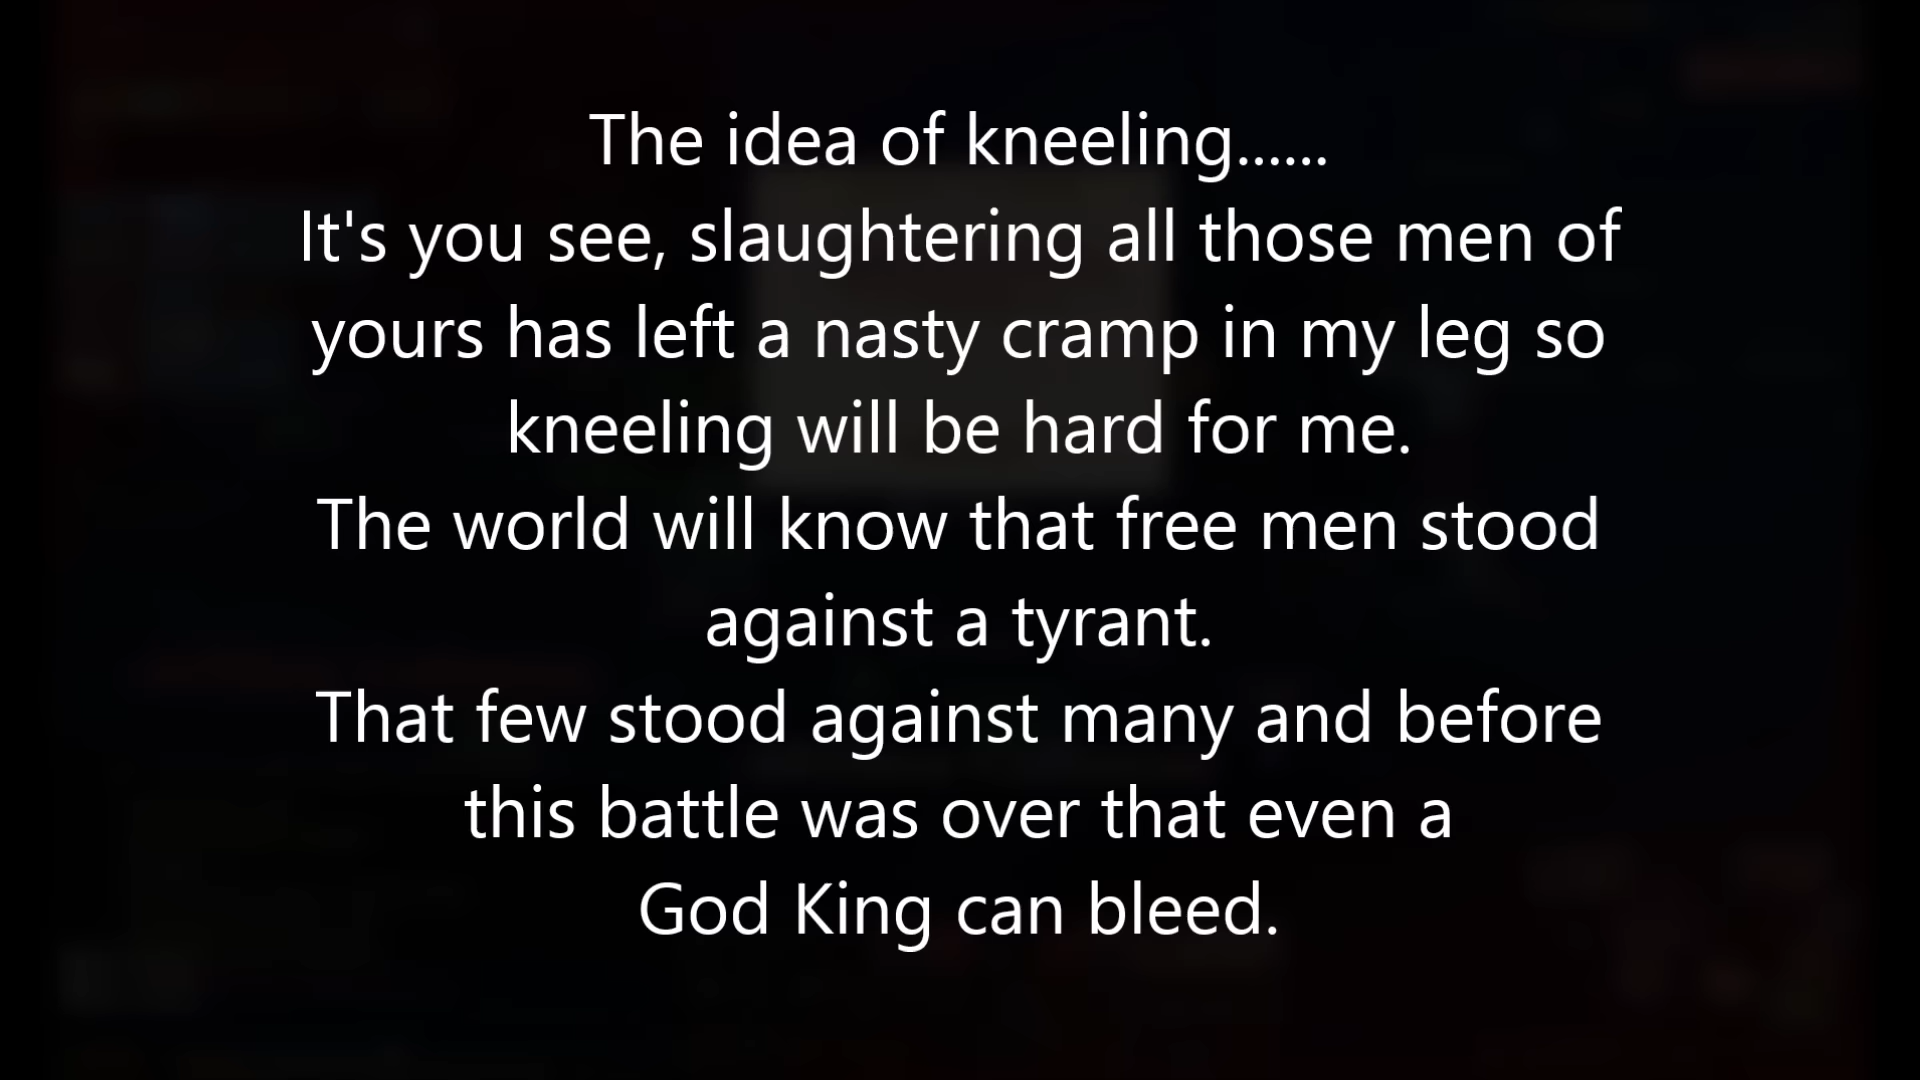 The idea of kneeling......
It's you see, slaughtering all those men of
yours has left a nasty cramp in my leg so
kneeling will be hard for me.
The world will know that free men stood
against a tyrant.
That few stood against many and before
this battle was over that even a
God King can bleed.